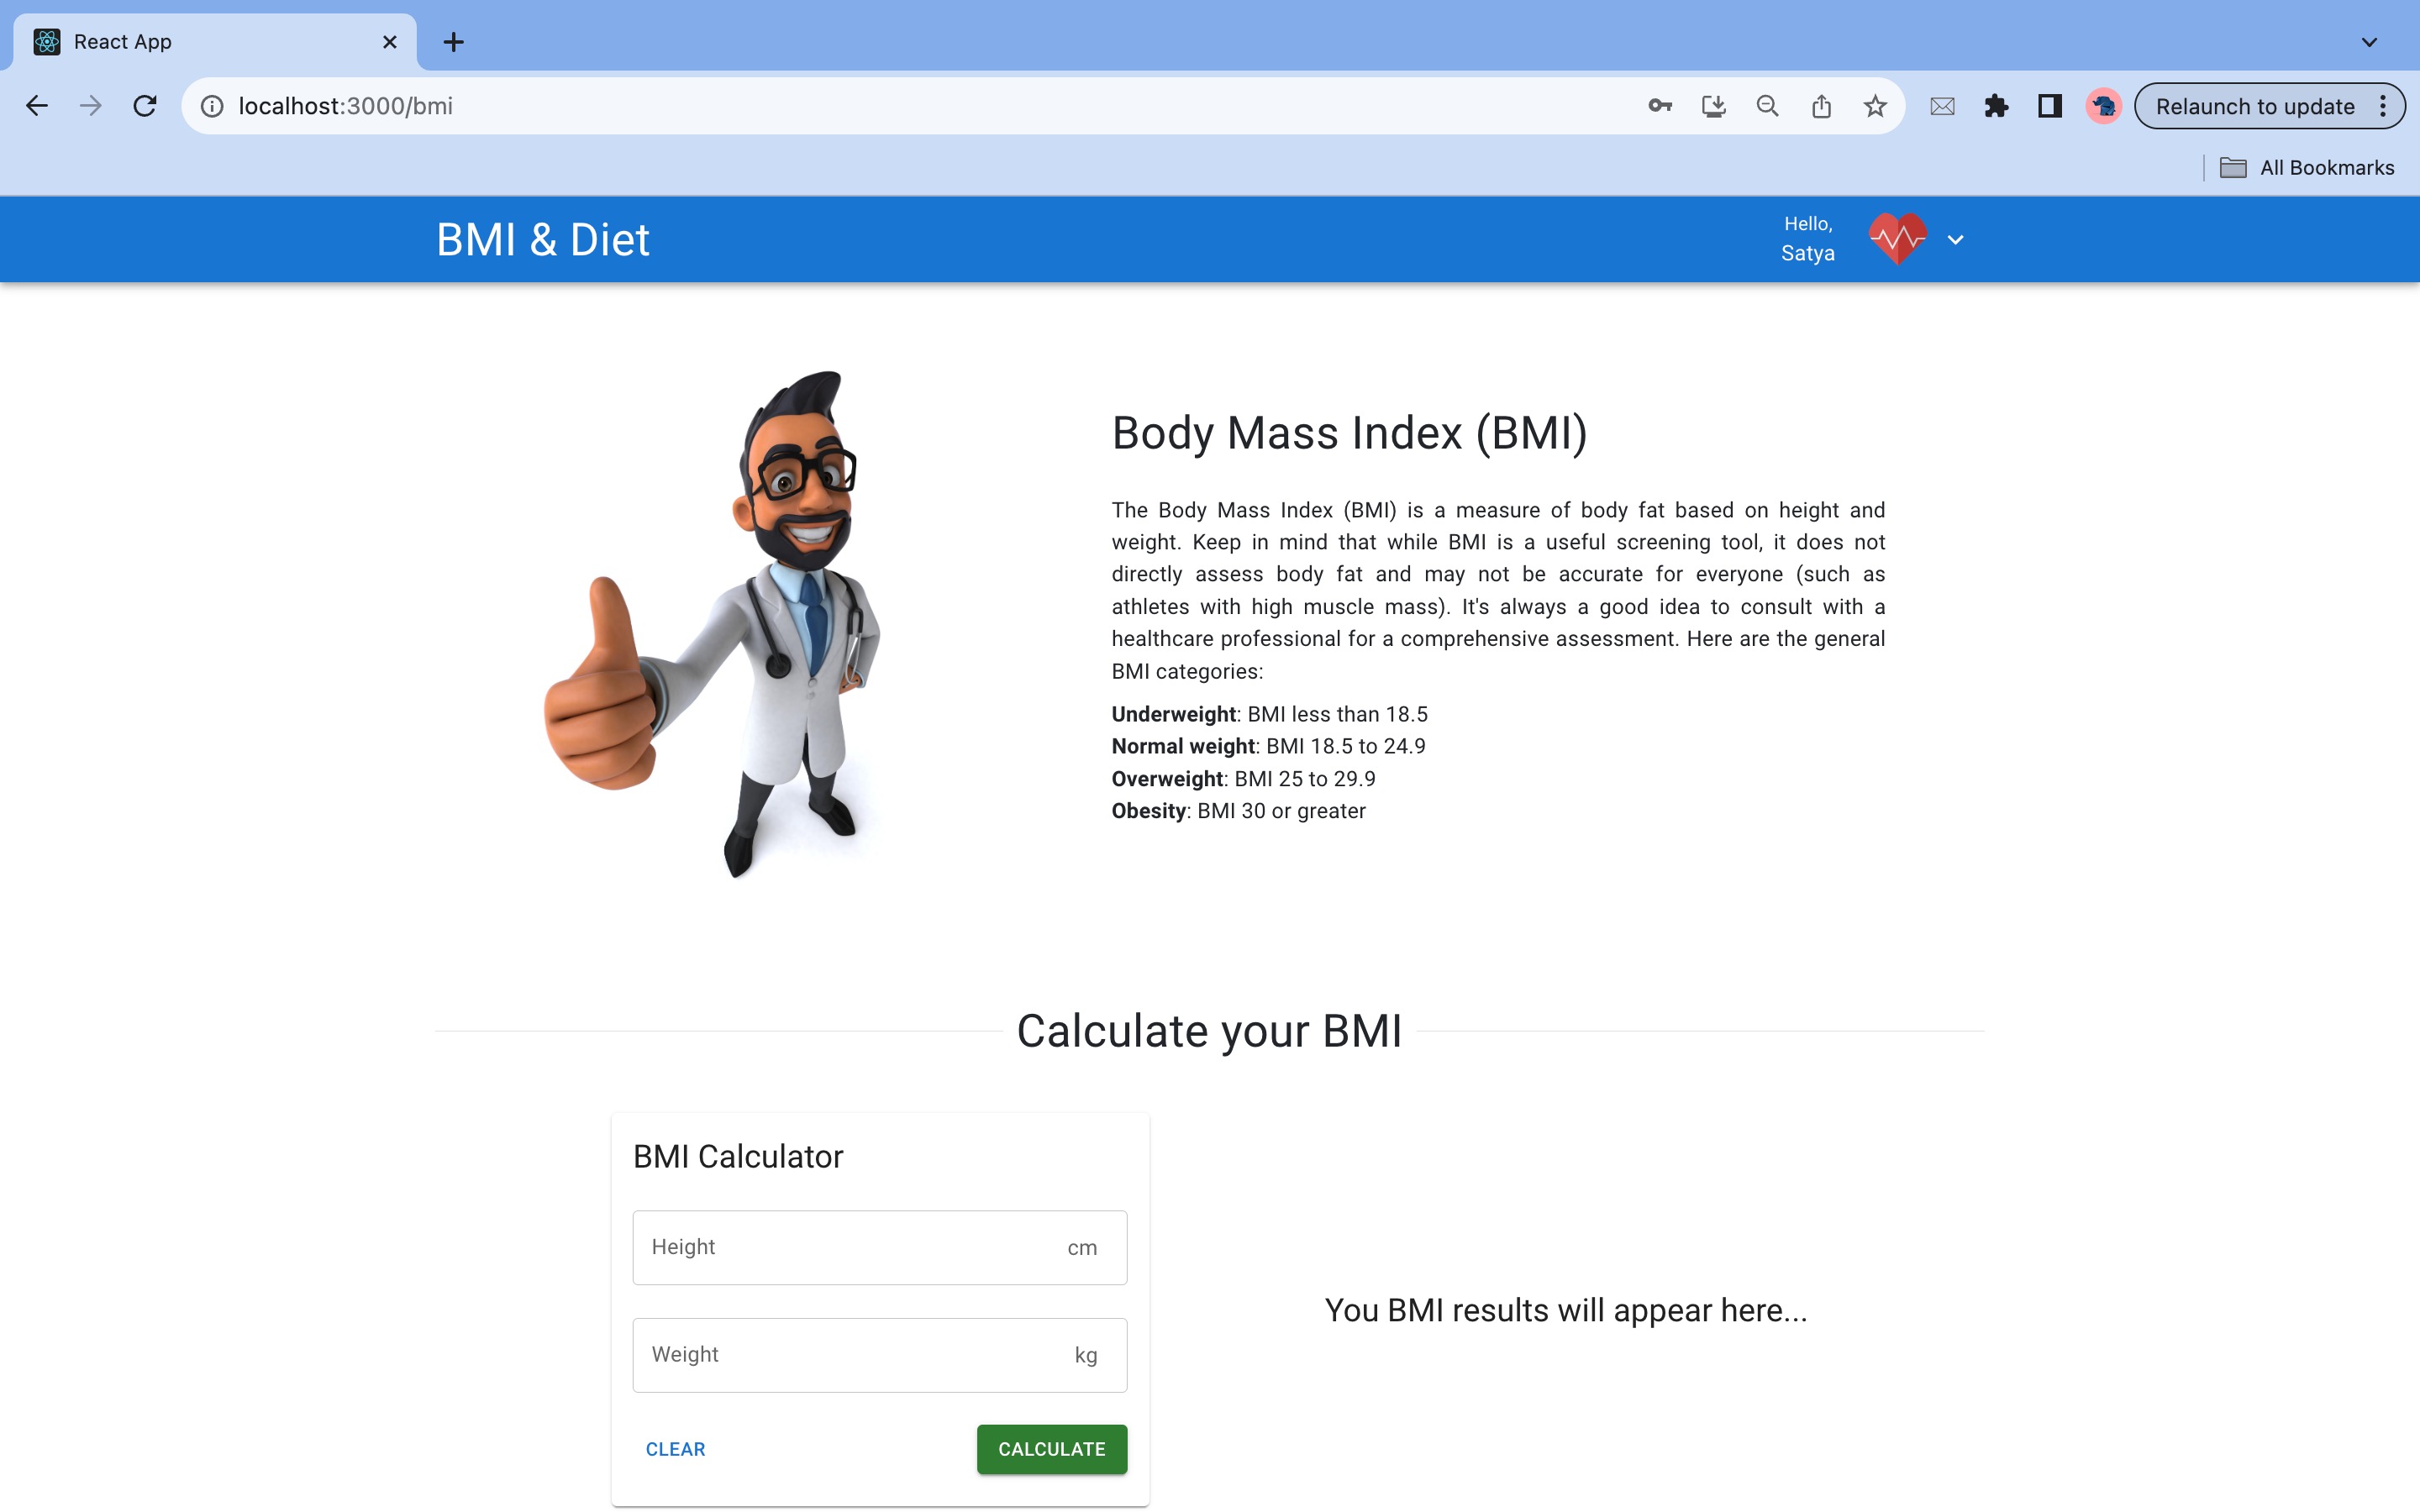 React App
localhost:3000/bmi
Relaunch to update
All Bookmarks
BMI & Diet
Hello,
Satya
Body Mass Index (BMI)
The Body Mass Index (BMI) is a measure of body fat based on height and
weight. Keep in mind that while BMI is a useful screening tool, it does not
directly assess body fat and may not be accurate for everyone (such as
athletes with high muscle mass). It's always a good idea to consult with a
healthcare professional for a comprehensive assessment. Here are the general
BMI categories:
Underweight: BMI less than 18.5
Normal weight: BMI 18.5 to 24.9
Overweight: BMI 25 to 29.9
Obesity: BMI 30 or greater
Calculate your BMI
BMI Calculator
Height cm
Weight kg
CLEAR CALCULATE
You BMI results will appear here...